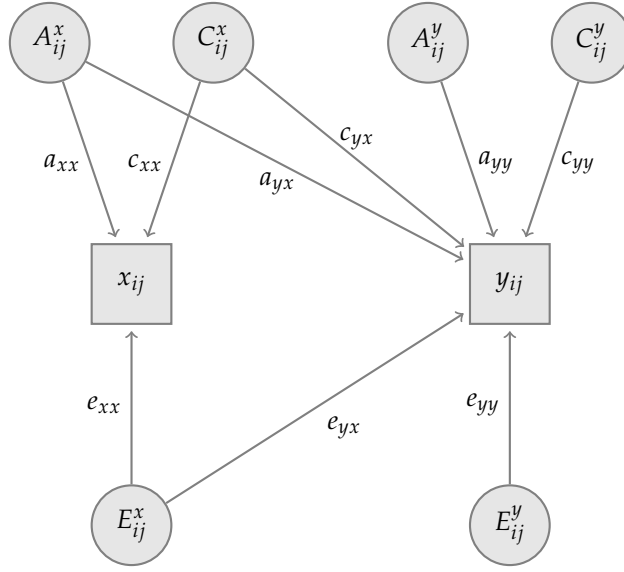 A^x_{ij} C^x_{ij} A^y_{ij} C^y_{ij}
a_{xx} c_{xx} a_{yx} c_{yx} a_{yy} c_{yy}
x_{ij} y_{ij}
e_{xx} e_{yx} e_{yy}
E^x_{ij} E^y_{ij}